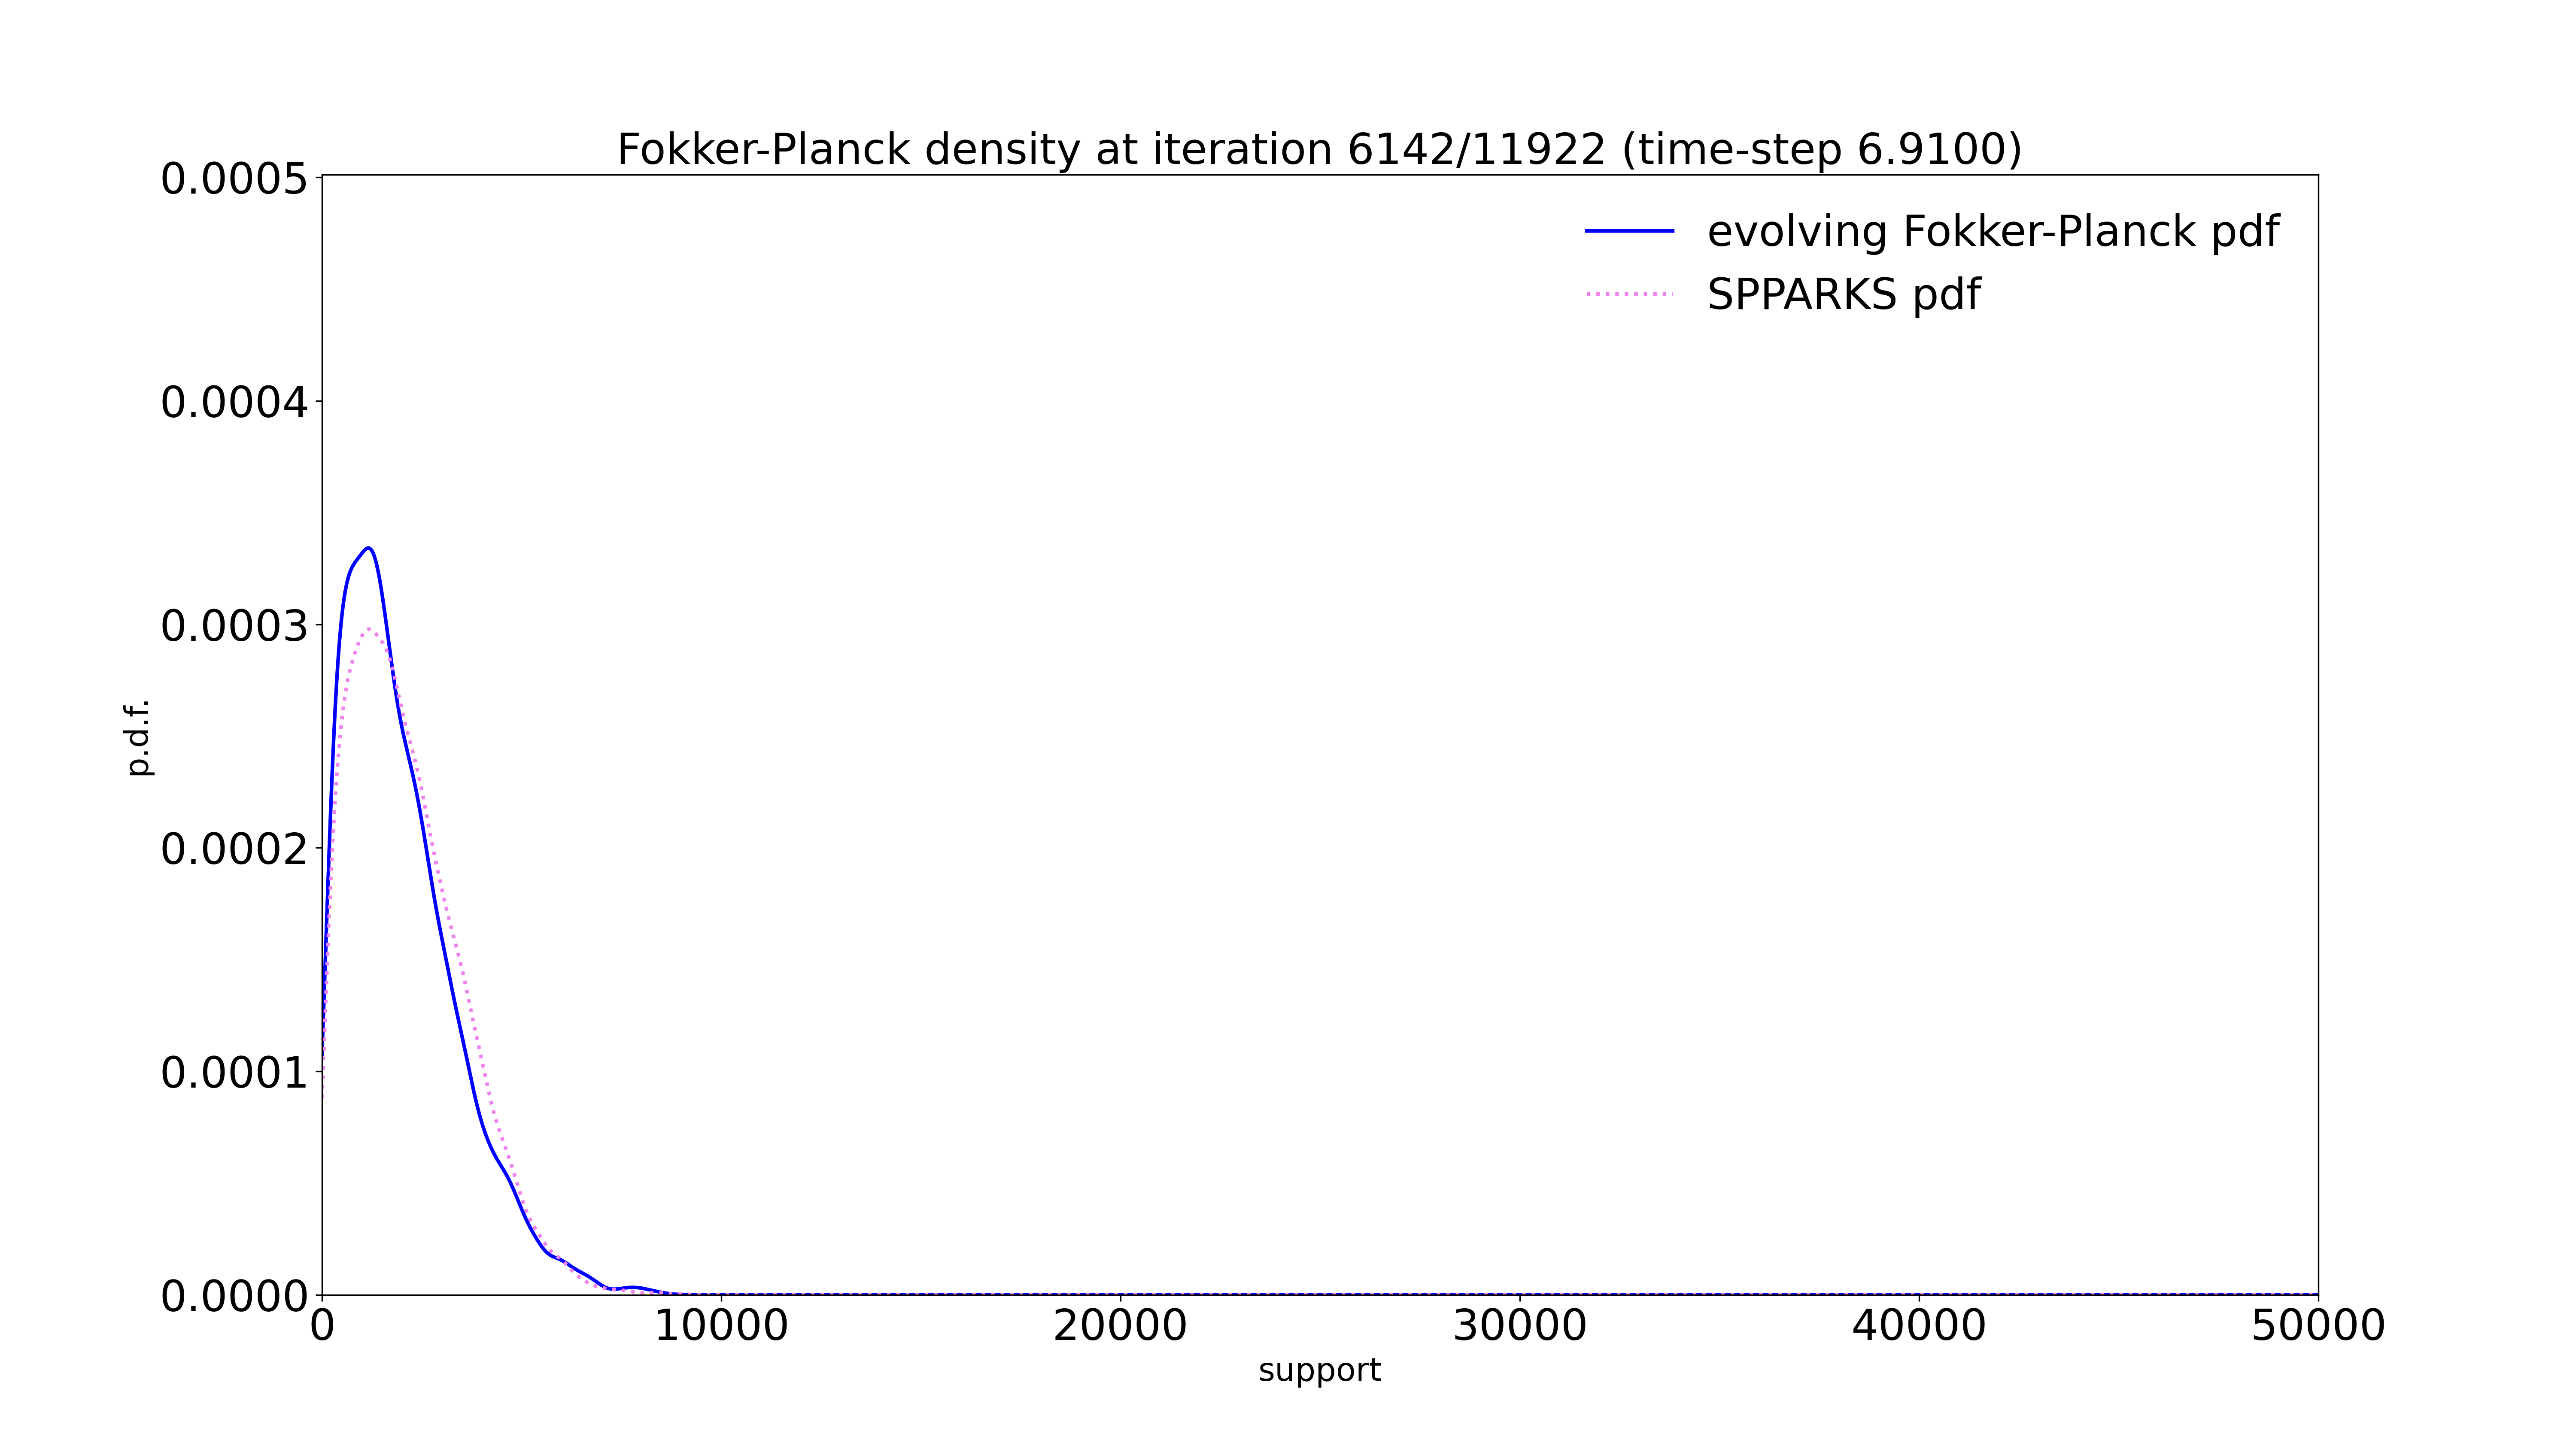 Fokker-Planck density at iteration 6142/11922 (time-step 6.9100)
evolving Fokker-Planck pdf
SPPARKS pdf
0.0005
0.0004
0.0003
0.0002
0.0001
0.0000
p.d.f.
0
10000
20000
30000
40000
50000
support